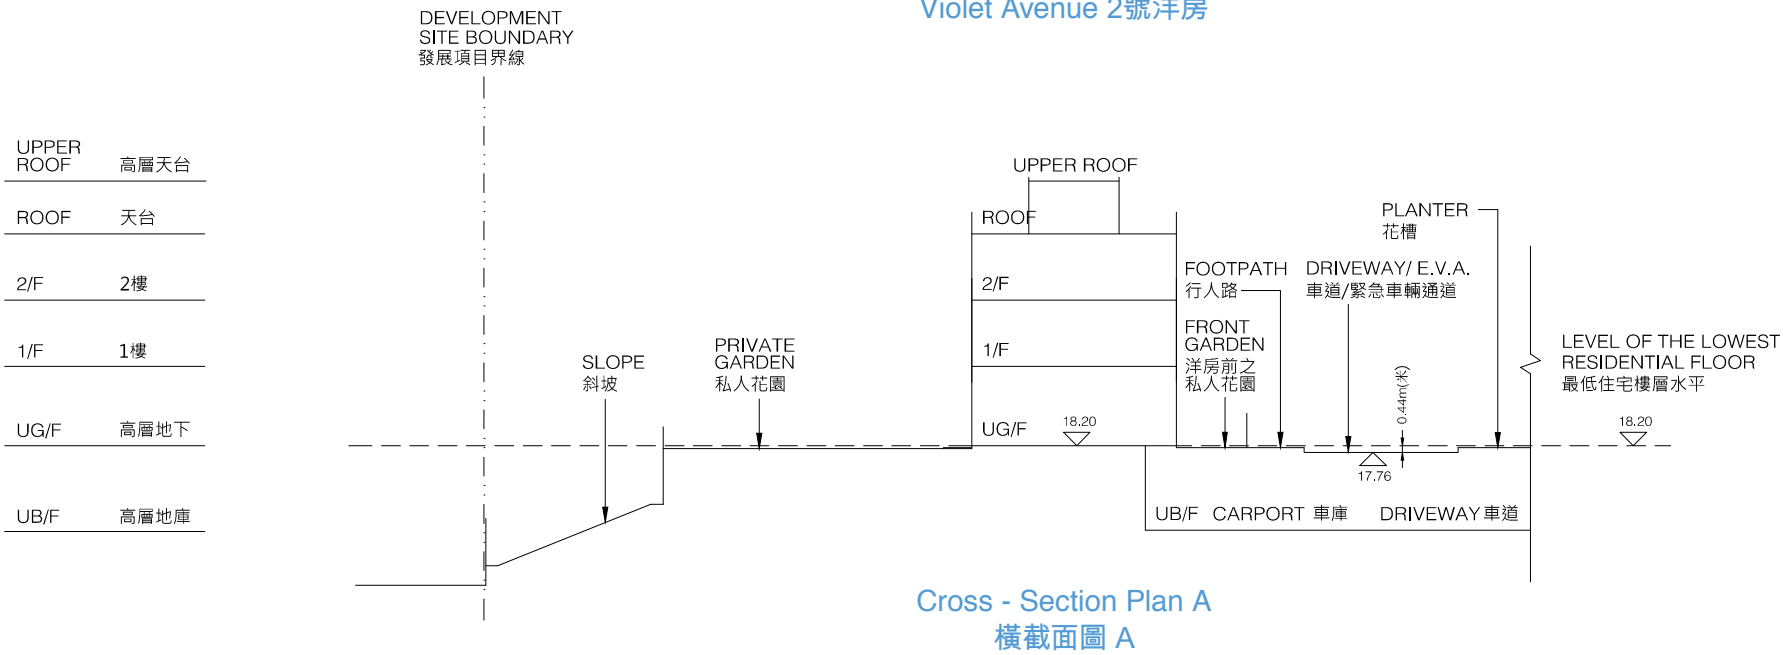 Violet Avenue 2號洋房
DEVELOPMENT
SITE BOUNDARY
發展項目界線
UPPER
ROOF 高層天台
ROOF 天台
2/F 2樓
1/F 1樓
UG/F 高層地下
UB/F 高層地庫
SLOPE
斜坡
PRIVATE
GARDEN
私人花園
UPPER ROOF
ROOF
2/F
1/F
UG/F
18.20
FOOTPATH
行人路
FRONT
GARDEN
洋房前之
私人花園
DRIVEWAY/ E.V.A.
車道/緊急車輛通道
PLANTER
花槽
0.44m(米)
17.76
UB/F CARPORT 車庫 DRIVEWAY 車道
LEVEL OF THE LOWEST
RESIDENTIAL FLOOR
最低住宅樓層水平
18.20
Cross - Section Plan A
橫截面圖 A